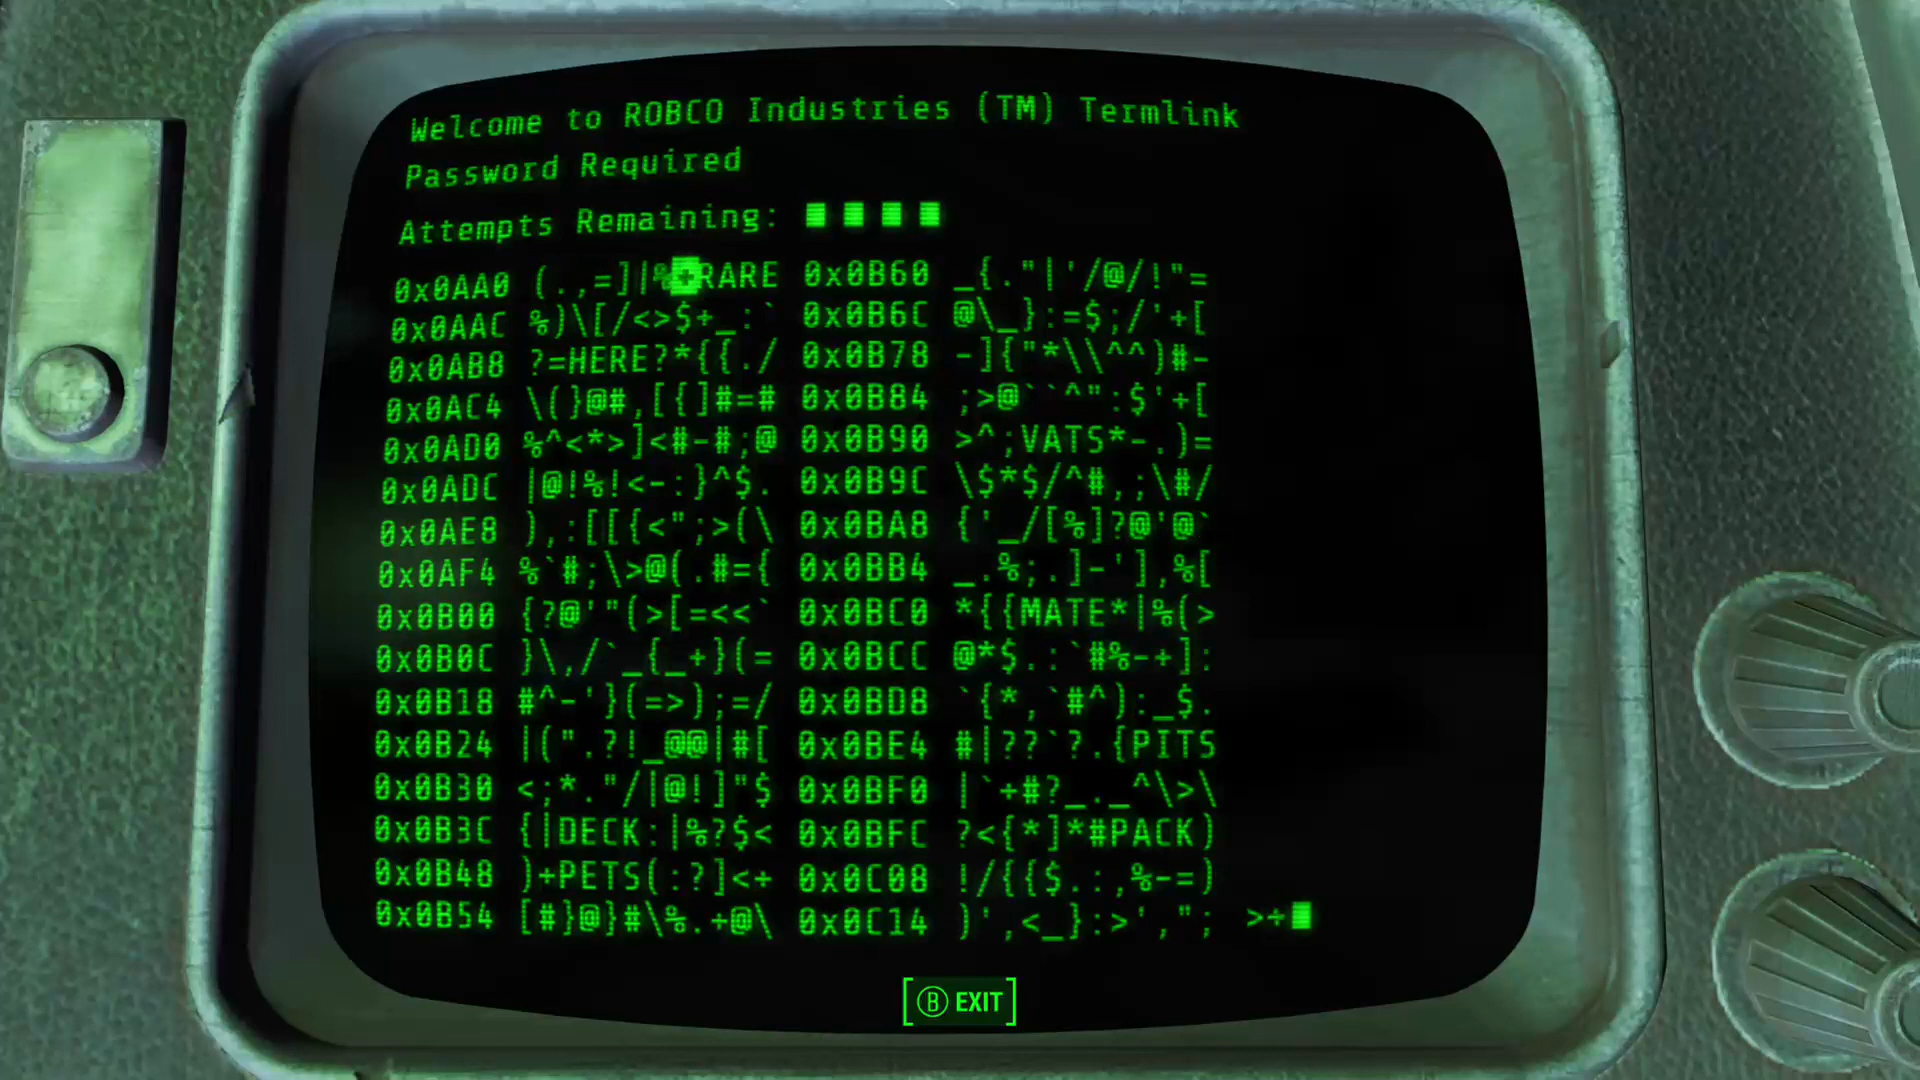 Welcome to ROBCO Industries (TM) Termlink
Password Required
Attempts Remaining:
0x0AA0 (.,=]|%+RARE 0x0B60 _{."|'/@/!"=
0x0AAC %)\[/<>$+_:` 0x0B6C @\_}:=$;/'+[
0x0AB8 ?=HERE?*{{./ 0x0B78 -]{"*\\^^)#-
0x0AC4 \(}@#,[{]#=# 0x0B84 ;>@``^":$'+[
0x0AD0 %^<*>]<#-#;@ 0x0B90 >^;VATS*-.)=
0x0ADC |@!%!<-:}^$. 0x0B9C \$*$/^#,;\#/
0x0AE8 ),:[[{<";>(\ 0x0BA8 {'_/[%]?@'@`
0x0AF4 %`#;\>@(.#={ 0x0BB4 _.%;.]-'],%[
0x0B00 {?@'"(>[=<<` 0x0BC0 *{{MATE*|%(>
0x0B0C }\,/`_{_+}(= 0x0BCC @*$.:`#%-+]:
0x0B18 #^-'}(=>);=/ 0x0BD8 `{*,`#^):_$.
0x0B24 |(".?!_@@|#[ 0x0BE4 #|??`?.{PITS
0x0B30 <;*."/|@!]"$ 0x0BF0 |`+#?_._^\>\
0x0B3C {|DECK:|%?$< 0x0BFC ?<{*]*#PACK)
0x0B48 )+PETS(:?]<+ 0x0C08 !/{{$.:,%-=)
0x0B54 [#}@}#\%.+@\ 0x0C14 )',<_}:>',"; >+
B EXIT